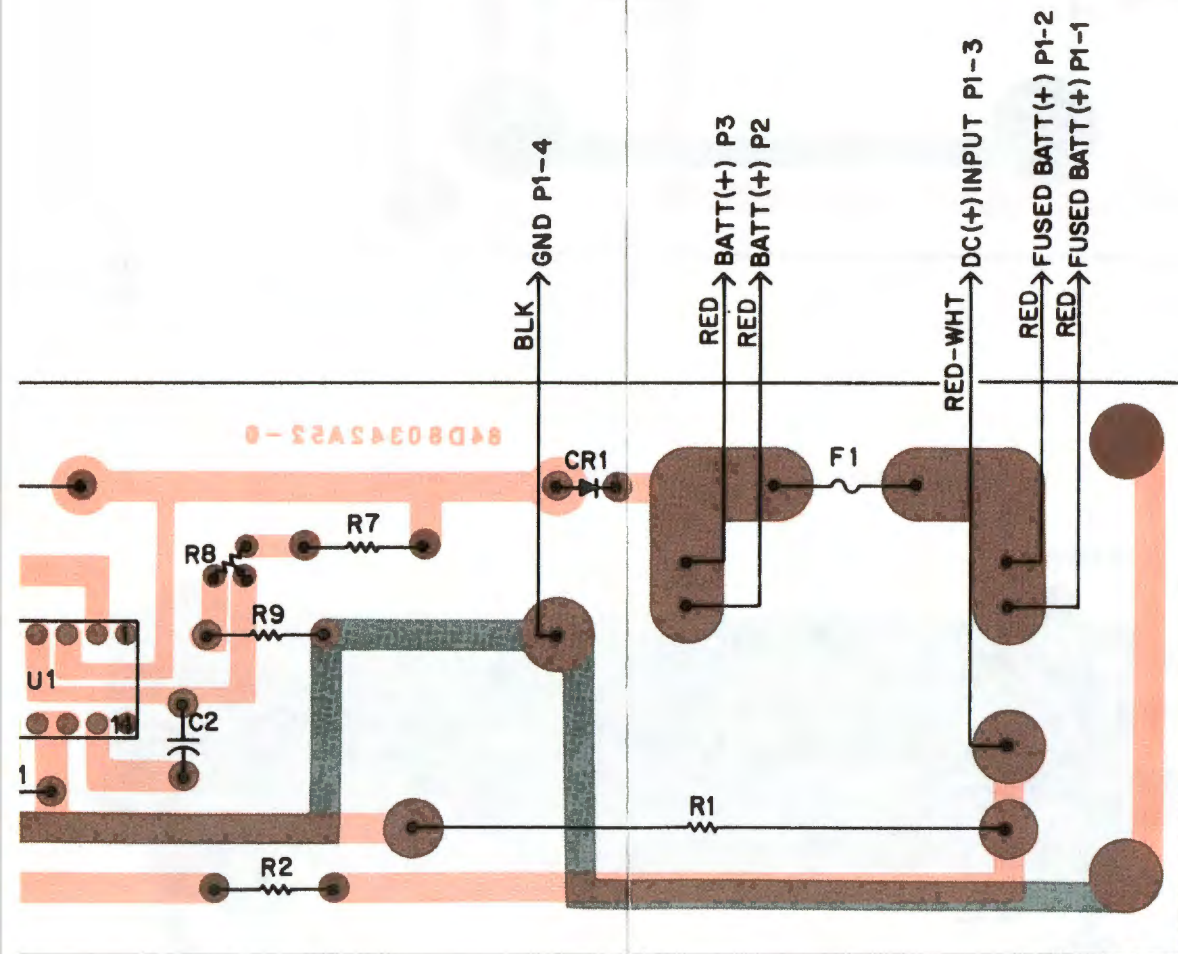 BLK
GND P1-4
RED
BATT(+) P3
RED
BATT(+) P2
RED-WHT
DC(+)INPUT P1-3
RED
FUSED BATT(+) P1-2
RED
FUSED BATT(+) P1-1
84D80342A52-0
CR1
F1
R7
R8
R9
U1
14
C2
1
R1
R2